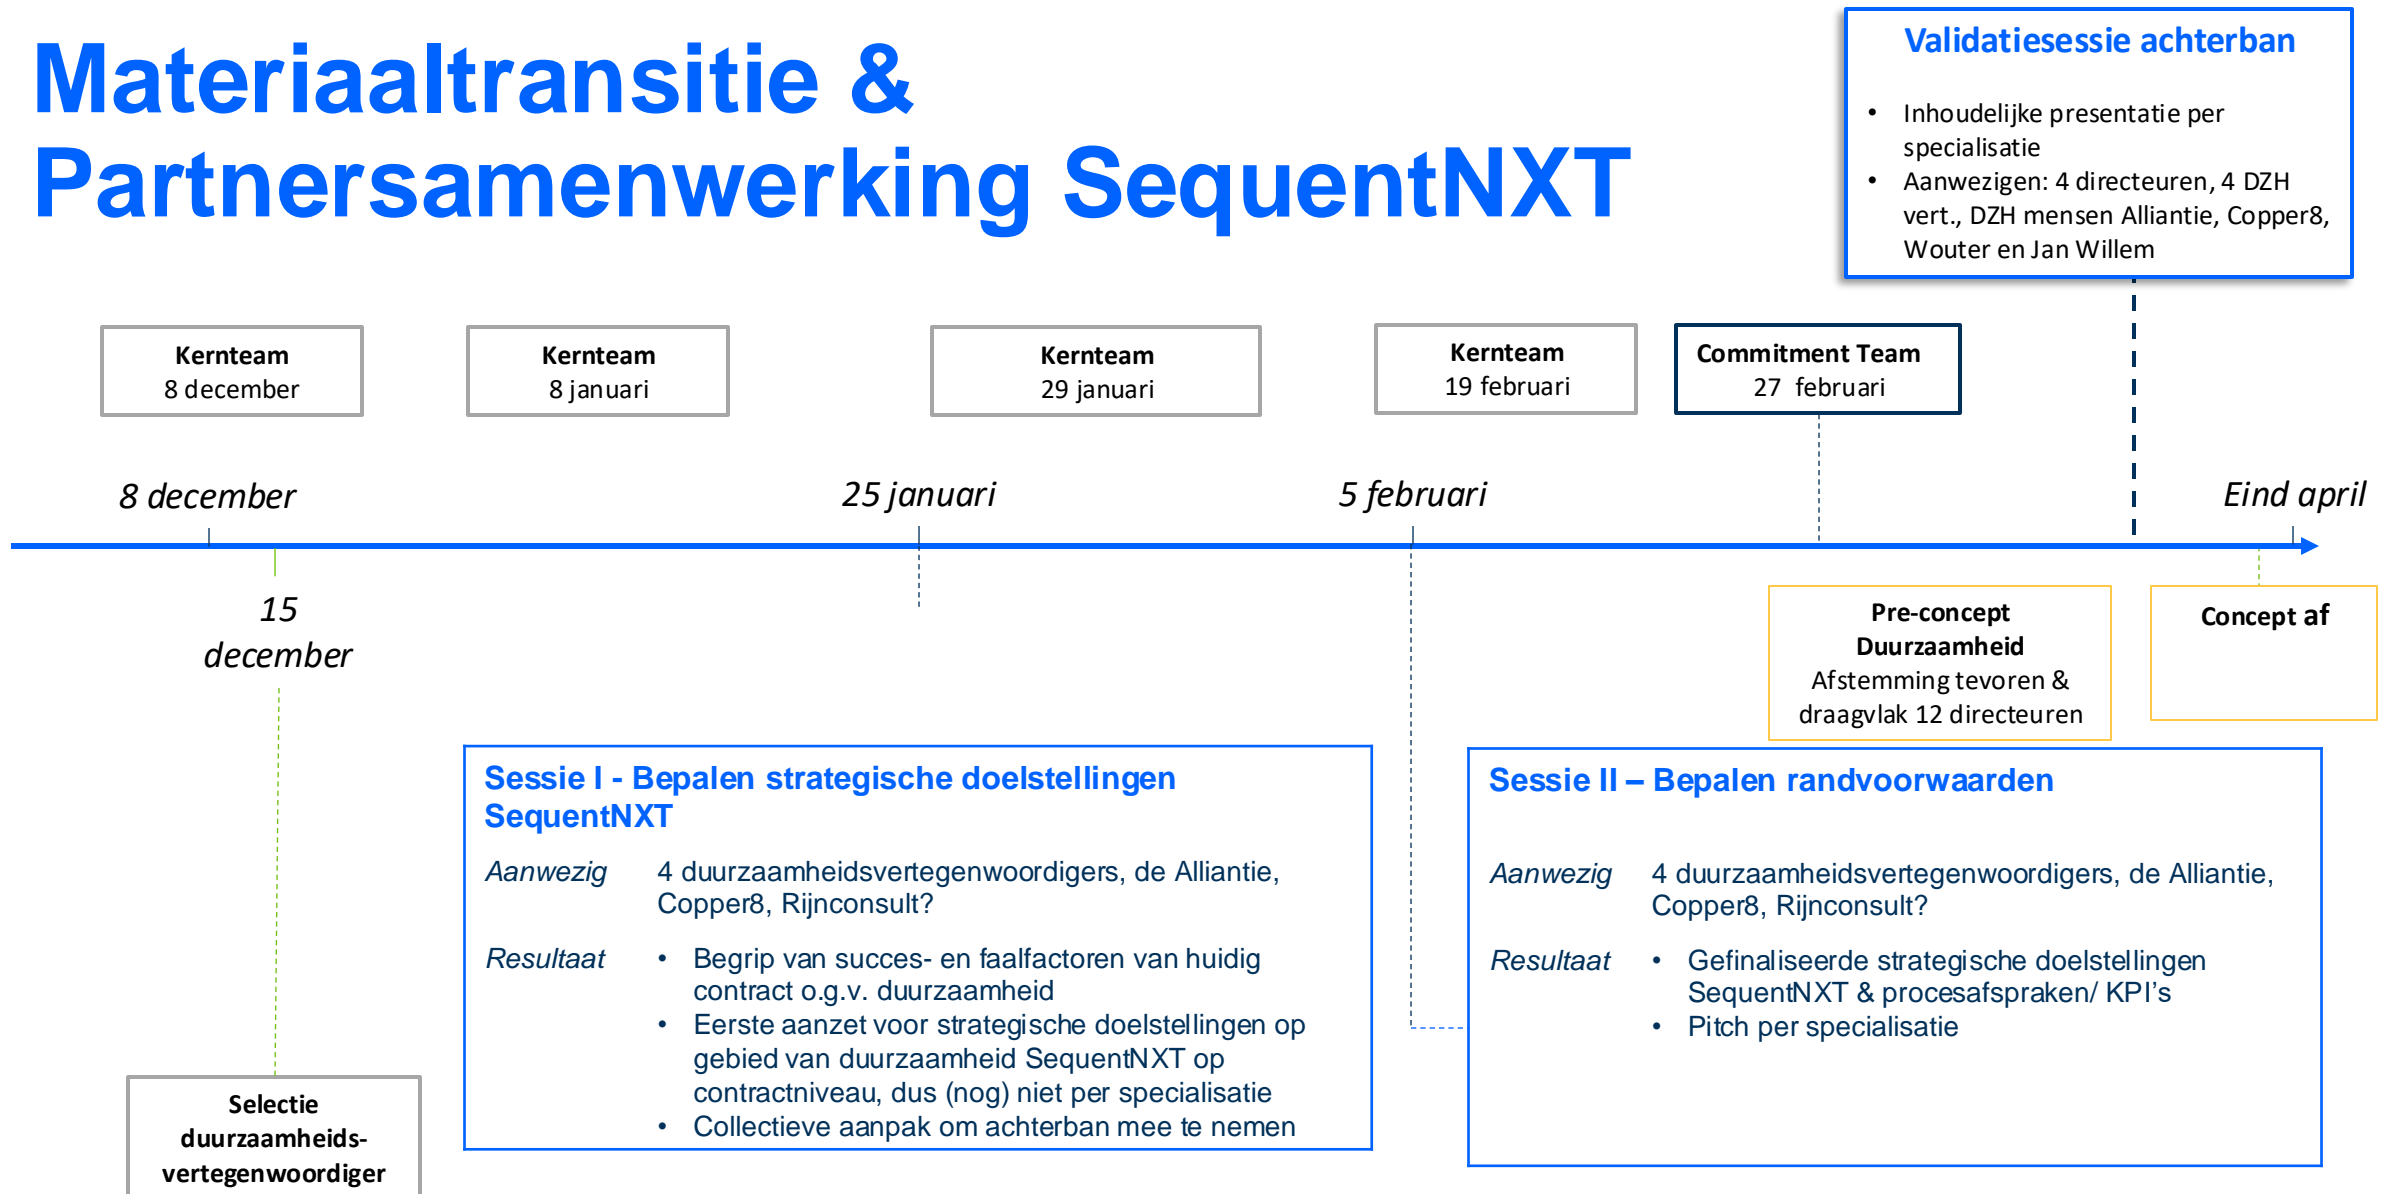 Materiaaltransitie &
Partnersamenwerking SequentNXT
Validatiesessie achterban
• Inhoudelijke presentatie per
specialisatie
• Aanwezigen: 4 directeuren, 4 DZH
vert., DZH mensen Alliantie, Copper8,
Wouter en Jan Willem
Kernteam
8 december
Kernteam
8 januari
Kernteam
29 januari
Kernteam
19 februari
Commitment Team
27 februari
8 december
25 januari
5 februari
Eind april
15
december
Pre-concept
Duurzaamheid
Afstemming tevoren &
draagvlak 12 directeuren
Concept af
Sessie I - Bepalen strategische doelstellingen
SequentNXT
Aanwezig 4 duurzaamheidsvertegenwoordigers, de Alliantie,
Copper8, Rijnconsult?
Resultaat • Begrip van succes- en faalfactoren van huidig
contract o.g.v. duurzaamheid
• Eerste aanzet voor strategische doelstellingen op
gebied van duurzaamheid SequentNXT op
contractniveau, dus (nog) niet per specialisatie
• Collectieve aanpak om achterban mee te nemen
Sessie II – Bepalen randvoorwaarden
Aanwezig 4 duurzaamheidsvertegenwoordigers, de Alliantie,
Copper8, Rijnconsult?
Resultaat • Gefinaliseerde strategische doelstellingen
SequentNXT & procesafspraken/ KPI's
• Pitch per specialisatie
Selectie
duurzaamheids-
vertegenwoordiger